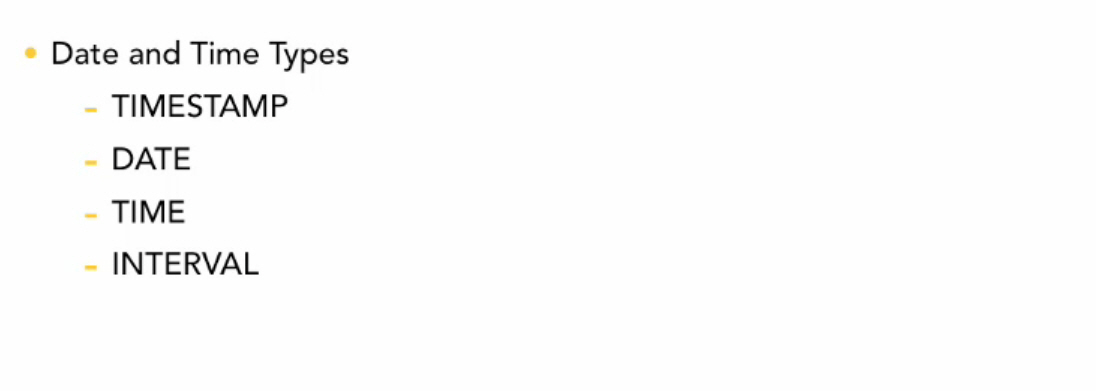 • Date and Time Types
- TIMESTAMP
- DATE
- TIME
- INTERVAL